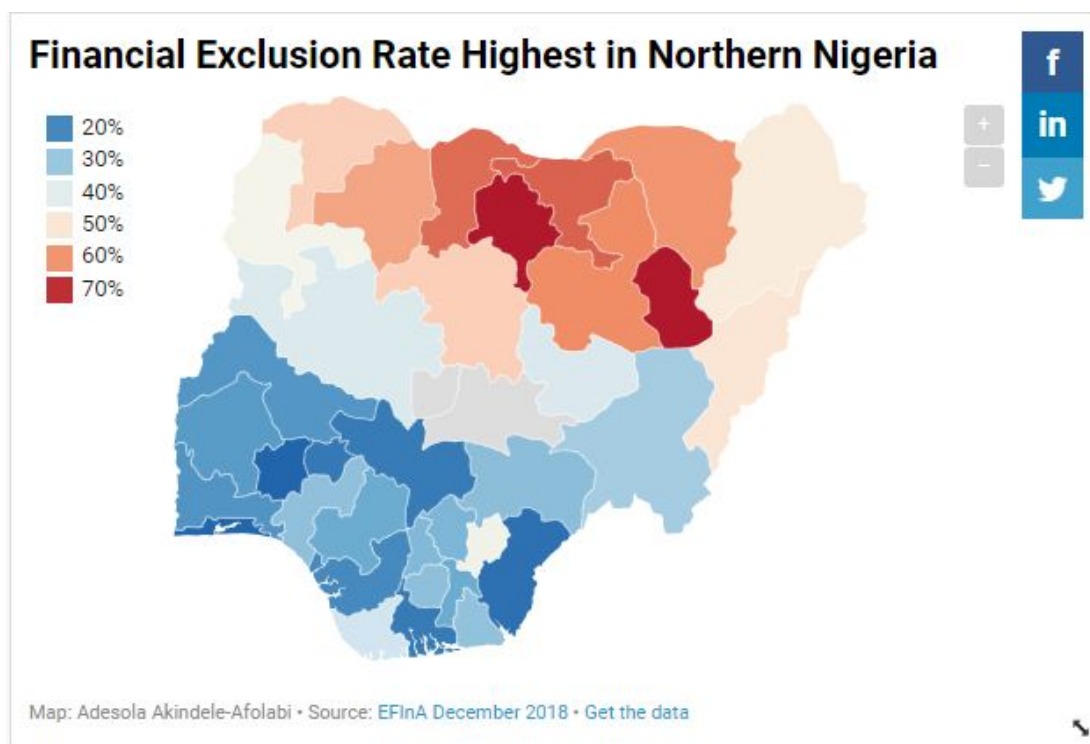 Financial Exclusion Rate Highest in Northern Nigeria
f
in
20%
30%
40%
50%
60%
70%
+
−
Map: Adesola Akindele-Afolabi • Source: EFInA December 2018 • Get the data